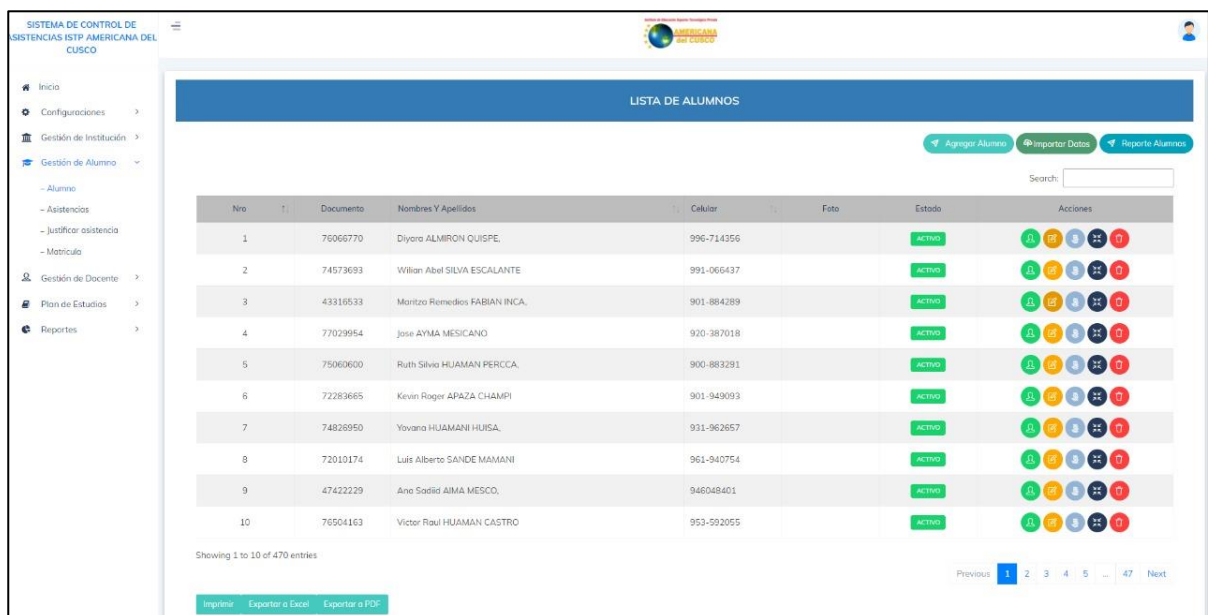 SISTEMA DE CONTROL DE
ASISTENCIAS ISTP AMERICANA DEL
CUSCO
AMERICANA
del CUSCO
Inicio
Configuraciones
Gestión de Institución
Gestión de Alumno
– Alumno
– Asistencias
– Justificar asistencia
– Matricula
Gestión de Docente
Plan de Estudios
Reportes
LISTA DE ALUMNOS
Agregar Alumno Importar Datos Reporte Alumnos
Search:
Nro Documento Nombres Y Apellidos Celular Foto Estado Acciones
1 76066770 Diyara ALMIRON QUISPE, 996-714356 ACTIVO
2 74573693 Wilian Abel SILVA ESCALANTE 991-066437 ACTIVO
3 43316533 Maritza Remedios FABIAN INCA, 901-884289 ACTIVO
4 77029954 Jose AYMA MESICANO 920-387018 ACTIVO
5 75060600 Ruth Silvia HUAMAN PERCCA, 900-883291 ACTIVO
6 72283665 Kevin Roger APAZA CHAMPI 901-949093 ACTIVO
7 74826950 Yovana HUAMANI HUISA, 931-962657 ACTIVO
8 72010174 Luis Alberto SANDE MAMANI 961-940754 ACTIVO
9 47422229 Ana Sadiid AIMA MESCO, 946048401 ACTIVO
10 76504163 Victor Raul HUAMAN CASTRO 953-592055 ACTIVO
Showing 1 to 10 of 470 entries
Previous 1 2 3 4 5 ... 47 Next
Imprimir Exportar a Excel Exportar a PDF